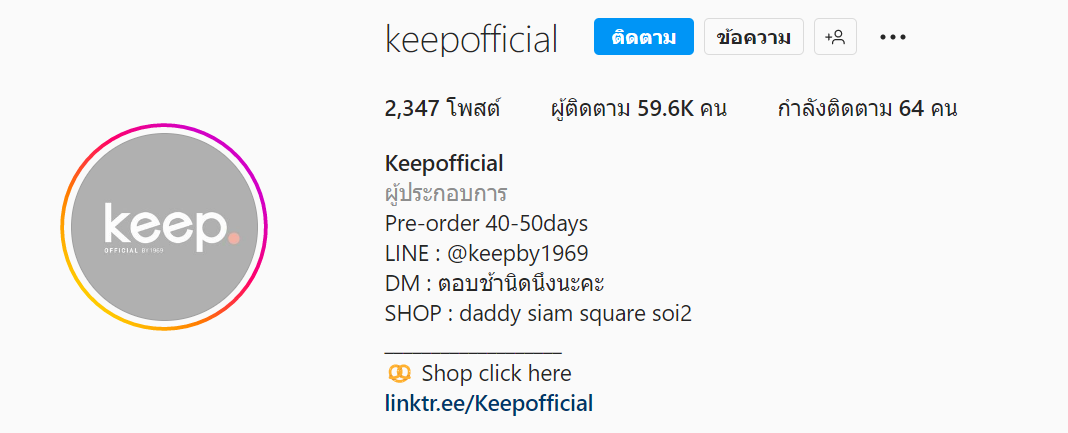 keepofficial ติดตาม ข้อความ
2,347 โพสต์ ผู้ติดตาม 59.6K คน กำลังติดตาม 64 คน
keep.
OFFICIAL BY 1969
Keepofficial
ผู้ประกอบการ
Pre-order 40-50days
LINE : @keepby1969
DM : ตอบช้านิดนึงนะคะ
SHOP : daddy siam square soi2
__________________
🥨 Shop click here
linktr.ee/Keepofficial